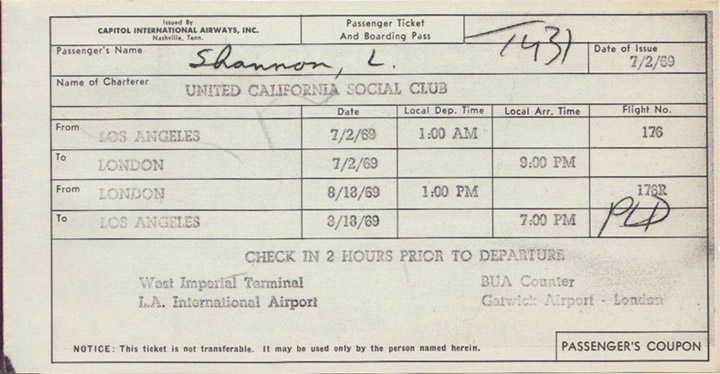 Issued By
CAPITOL INTERNATIONAL AIRWAYS, INC.
Nashville, Tenn.
Passenger Ticket
And Boarding Pass
1431
Date of Issue
7/2/69
Passenger's Name
Shannon, L.
Name of Charterer
UNITED CALIFORNIA SOCIAL CLUB
Date Local Dep. Time Local Arr. Time Flight No.
From LOS ANGELES 7/2/69 1:00 AM 176
To LONDON 7/2/69 9:00 PM
From LONDON 8/18/69 1:00 PM 176R
To LOS ANGELES 8/18/69 7:00 PM PLD
CHECK IN 2 HOURS PRIOR TO DEPARTURE
West Imperial Terminal BUA Counter
L.A. International Airport Gatwick Airport - London
NOTICE: This ticket is not transferable. It may be used only by the person named herein.
PASSENGER'S COUPON